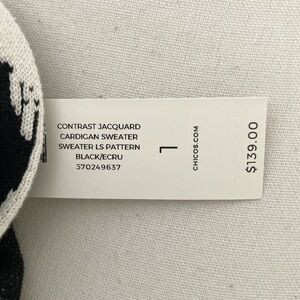 CONTRAST JACQUARD
CARDIGAN SWEATER
SWEATER LS PATTERN
BLACK/ECRU
570249637
1
CHICOS.COM
$139.00